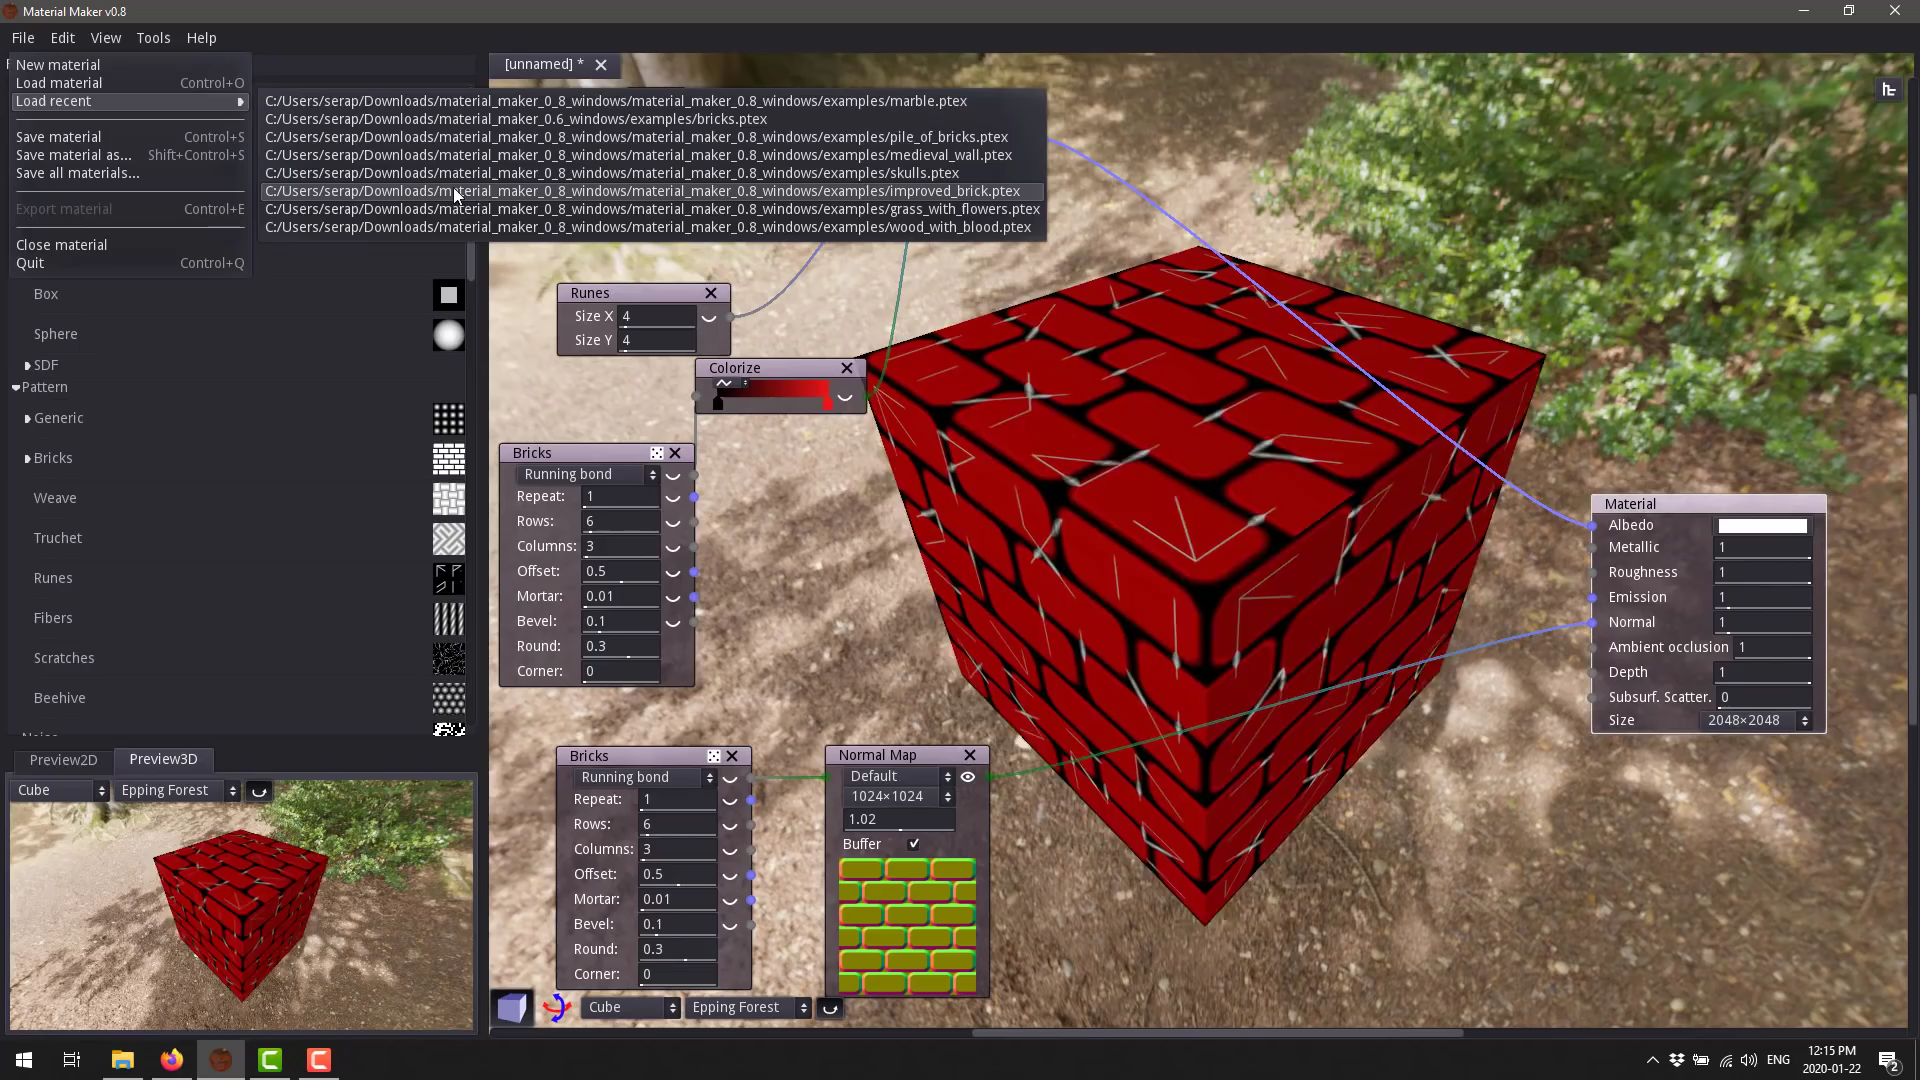 Material Maker v0.8
File Edit View Tools Help
New material
Load material Control+O
Load recent
Save material Control+S
Save material as... Shift+Control+S
Save all materials...
Export material Control+E
Close material
Quit Control+Q
[unnamed] *
C:/Users/serap/Downloads/material_maker_0_8_windows/material_maker_0.8_windows/examples/marble.ptex
C:/Users/serap/Downloads/material_maker_0.6_windows/examples/bricks.ptex
C:/Users/serap/Downloads/material_maker_0_8_windows/material_maker_0.8_windows/examples/pile_of_bricks.ptex
C:/Users/serap/Downloads/material_maker_0_8_windows/material_maker_0.8_windows/examples/medieval_wall.ptex
C:/Users/serap/Downloads/material_maker_0_8_windows/material_maker_0.8_windows/examples/skulls.ptex
C:/Users/serap/Downloads/material_maker_0_8_windows/material_maker_0.8_windows/examples/improved_brick.ptex
C:/Users/serap/Downloads/material_maker_0_8_windows/material_maker_0.8_windows/examples/grass_with_flowers.ptex
C:/Users/serap/Downloads/material_maker_0_8_windows/material_maker_0.8_windows/examples/wood_with_blood.ptex
Box
Sphere
SDF
Pattern
Generic
Bricks
Weave
Truchet
Runes
Fibers
Scratches
Beehive
Preview2D Preview3D
Cube Epping Forest
Runes
Size X 4
Size Y 4
Colorize
Bricks
Running bond
Repeat: 1
Rows: 6
Columns: 3
Offset: 0.5
Mortar: 0.01
Bevel: 0.1
Round: 0.3
Corner: 0
Bricks
Running bond
Repeat: 1
Rows: 6
Columns: 3
Offset: 0.5
Mortar: 0.01
Bevel: 0.1
Round: 0.3
Corner: 0
Normal Map
Default
1024×1024
1.02
Buffer
Material
Albedo
Metallic 1
Roughness 1
Emission 1
Normal 1
Ambient occlusion 1
Depth 1
Subsurf. Scatter. 0
Size 2048×2048
Cube Epping Forest
ENG
12:15 PM
2020-01-22
2